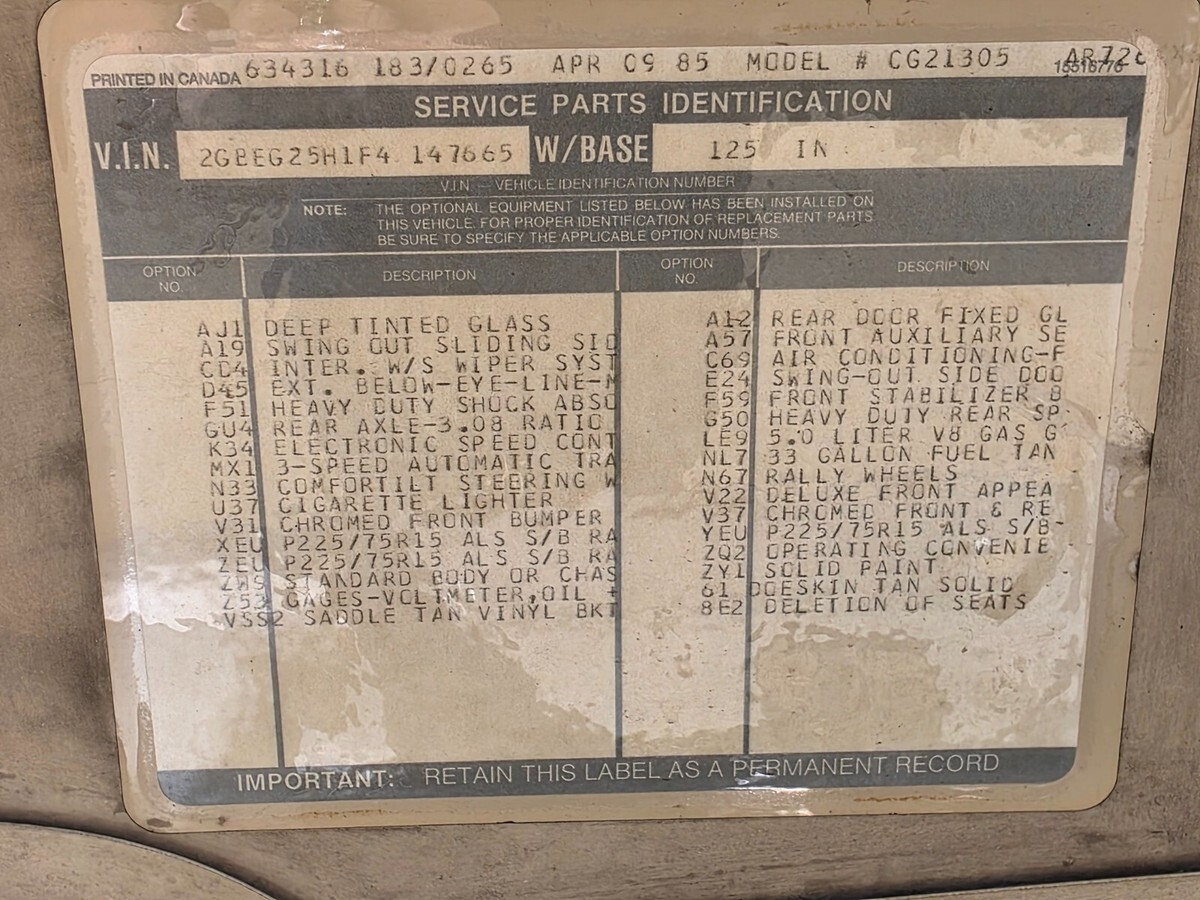 PRINTED IN CANADA 634316 183/0265 APR 09 85 MODEL # CG21305
SERVICE PARTS IDENTIFICATION
V.I.N. 2GBEG25H1F4 147665 W/BASE 125 IN
V.I.N. — VEHICLE IDENTIFICATION NUMBER
NOTE: THE OPTIONAL EQUIPMENT LISTED BELOW HAS BEEN INSTALLED ON
THIS VEHICLE. FOR PROPER IDENTIFICATION OF REPLACEMENT PARTS
BE SURE TO SPECIFY THE APPLICABLE OPTION NUMBERS.
OPTION NO. DESCRIPTION OPTION NO. DESCRIPTION
AJ1 DEEP TINTED GLASS A12 REAR DOOR FIXED GL
A19 SWING OUT SLIDING SID A57 FRONT AUXILIARY SE
CD4 INTER. W/S WIPER SYST C69 AIR CONDITIONING-F
D45 EXT. BELOW-EYE-LINE-M E24 SWING-OUT SIDE DOO
F51 HEAVY DUTY SHOCK ABSO F59 FRONT STABILIZER B
GU4 REAR AXLE-3.08 RATIO G50 HEAVY DUTY REAR SP
K34 ELECTRONIC SPEED CONT LE9 5.0 LITER V8 GAS
MX1 3-SPEED AUTOMATIC TRA NL7 33 GALLON FUEL TAN
N33 COMFORTILT STEERING W N67 RALLY WHEELS
U37 CIGARETTE LIGHTER V22 DELUXE FRONT APPEA
V31 CHROMED FRONT BUMPER V37 CHROMED FRONT & RE
XEU P225/75R15 ALS S/B RA YEU P225/75R15 ALS S/B
ZEU P225/75R15 ALS S/B RA ZQ2 OPERATING CONVENIE
ZW9 STANDARD BODY OR CHAS ZY1 SOLID PAINT
Z53 GAGES-VOLTMETER,OIL + 61 DOESKIN TAN SOLID
VSS2 SADDLE TAN VINYL BKT 8E2 DELETION OF SEATS
IMPORTANT: RETAIN THIS LABEL AS A PERMANENT RECORD